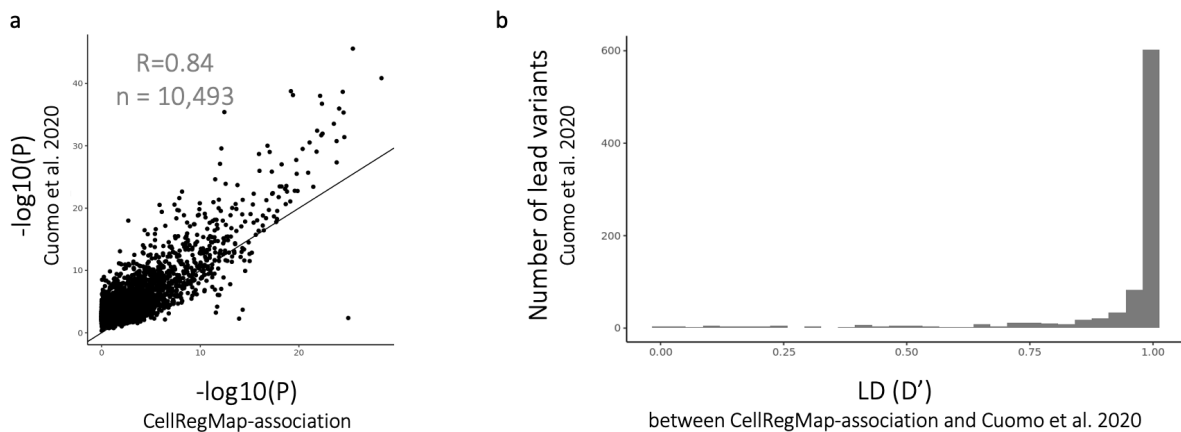 a
R=0.84
n = 10,493
-log10(P)
Cuomo et al. 2020
40
30
20
10
0
0 10 20
-log10(P)
CellRegMap-association
b
Number of lead variants
Cuomo et al. 2020
600
400
200
0
0.00 0.25 0.50 0.75 1.00
LD (D’)
between CellRegMap-association and Cuomo et al. 2020